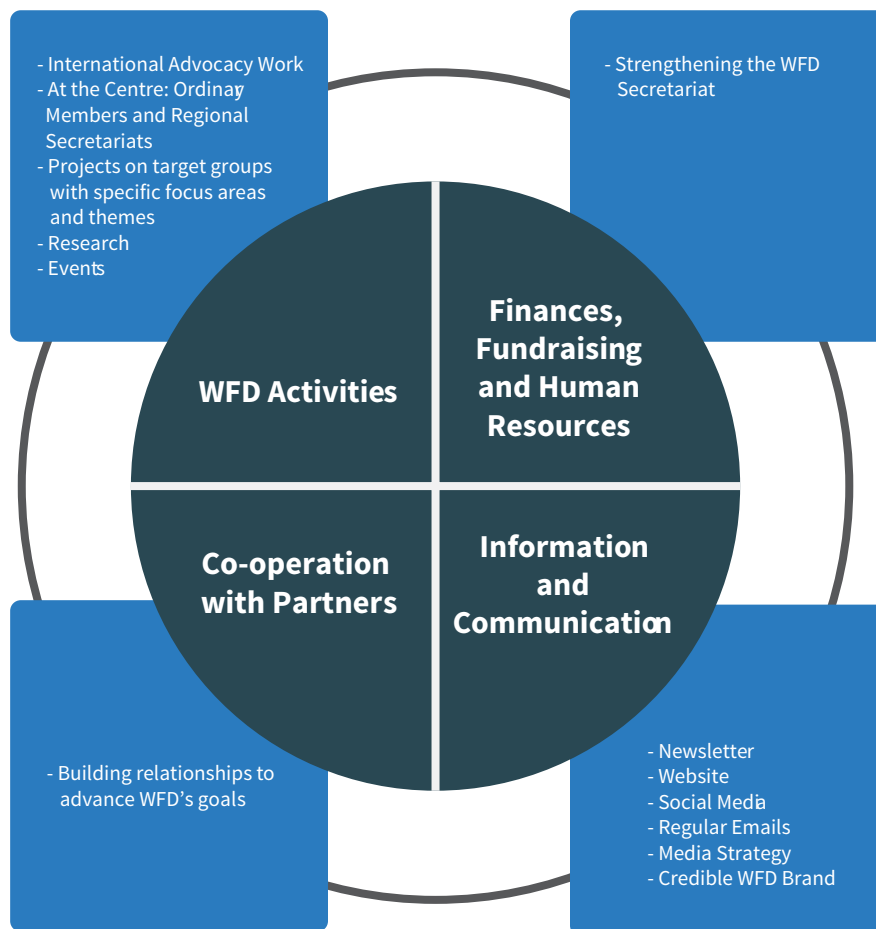 - International Advocacy Work
- At the Centre: Ordinary
Members and Regional
Secretariats
- Projects on target groups
with specific focus areas
and themes
- Research
- Events
- Strengthening the WFD
Secretariat
WFD Activities
Finances,
Fundraising
and Human
Resources
Co-operation
with Partners
Information
and
Communication
- Building relationships to
advance WFD’s goals
- Newsletter
- Website
- Social Media
- Regular Emails
- Media Strategy
- Credible WFD Brand